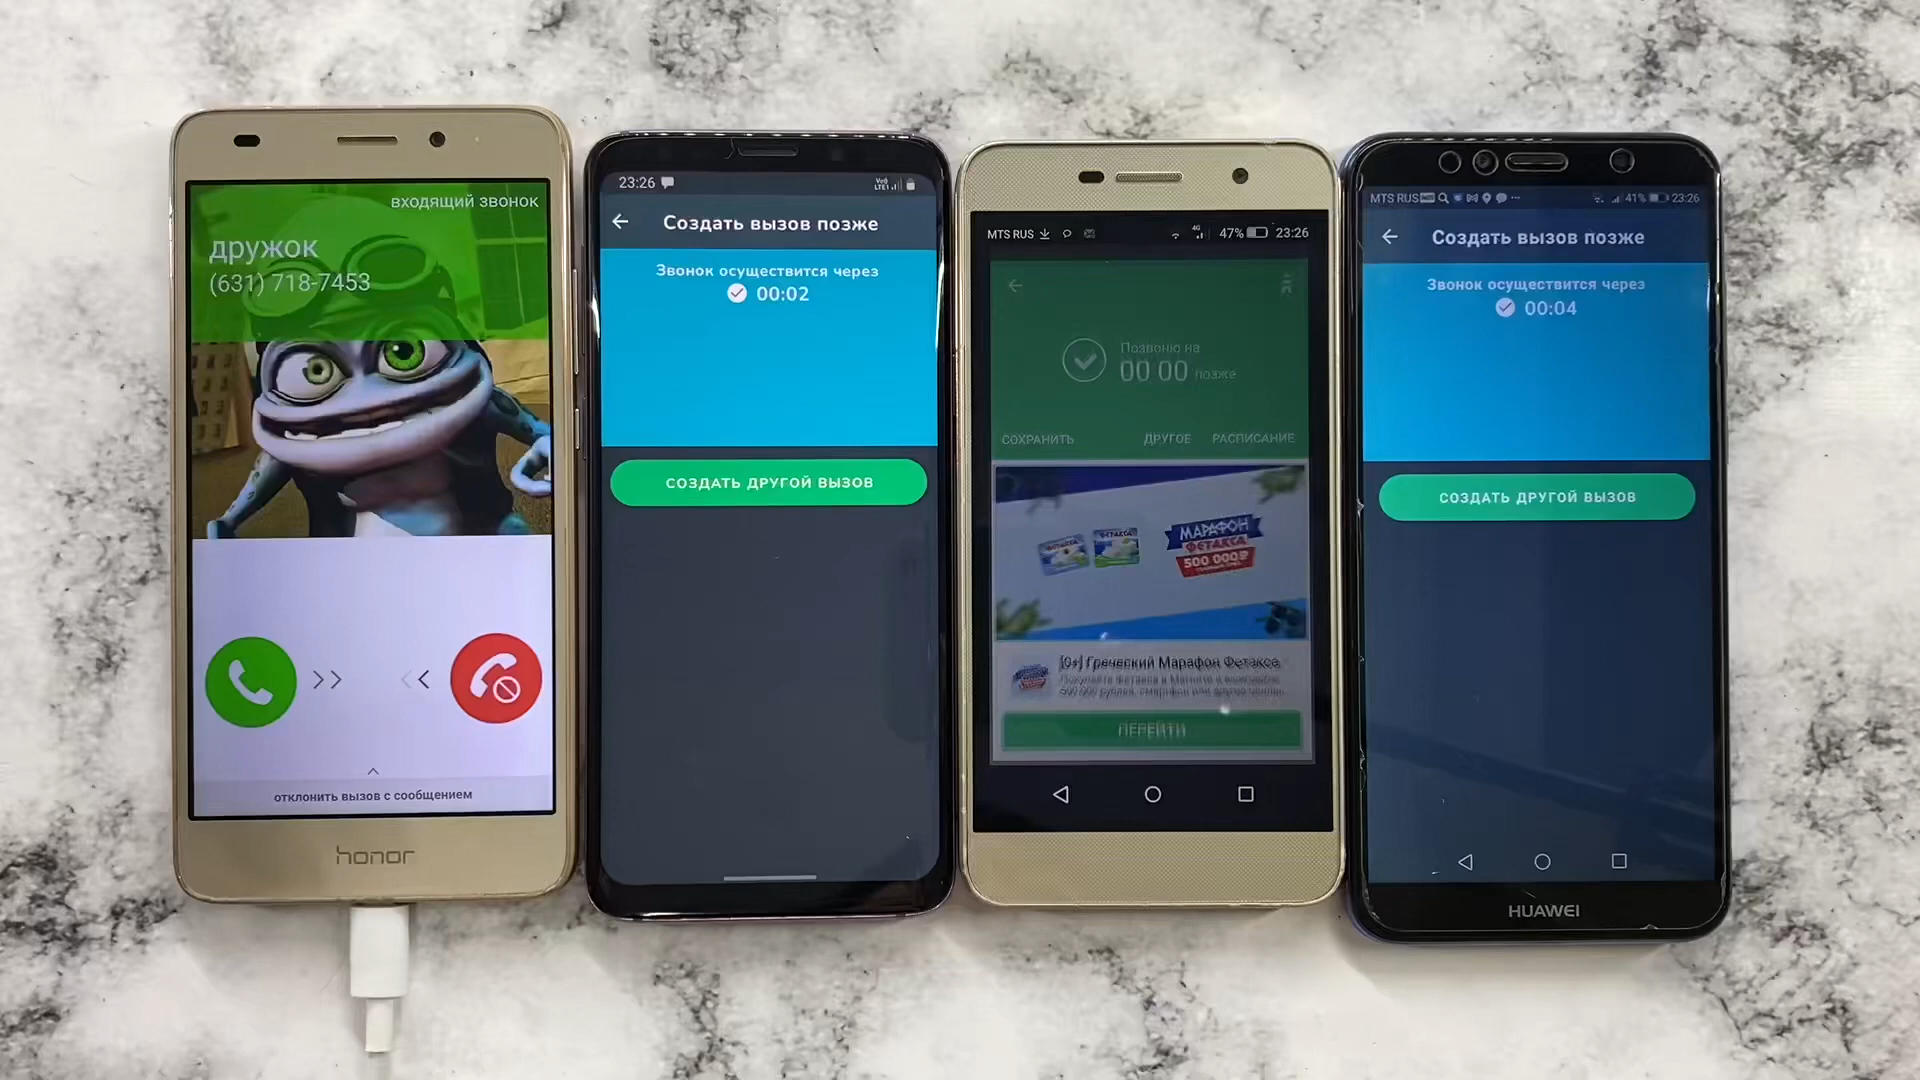 входящий звонок
дружок
(631) 718-7453
отклонить вызов с сообщением
honor
23:26
Создать вызов позже
Звонок осуществится через
00:02
СОЗДАТЬ ДРУГОЙ ВЫЗОВ
MTS RUS 4G 47% 23:26
Позвоню на
00 00 позже
СОХРАНИТЬ ДРУГОЕ РАСПИСАНИЕ
ФЕТАКСА
МАРАФОН
ФЕТАКСА
500 000₽
[0+] Греческий Марафон Фетакса
ПЕРЕЙТИ
MTS RUS 41% 23:26
Создать вызов позже
Звонок осуществится через
00:04
СОЗДАТЬ ДРУГОЙ ВЫЗОВ
HUAWEI